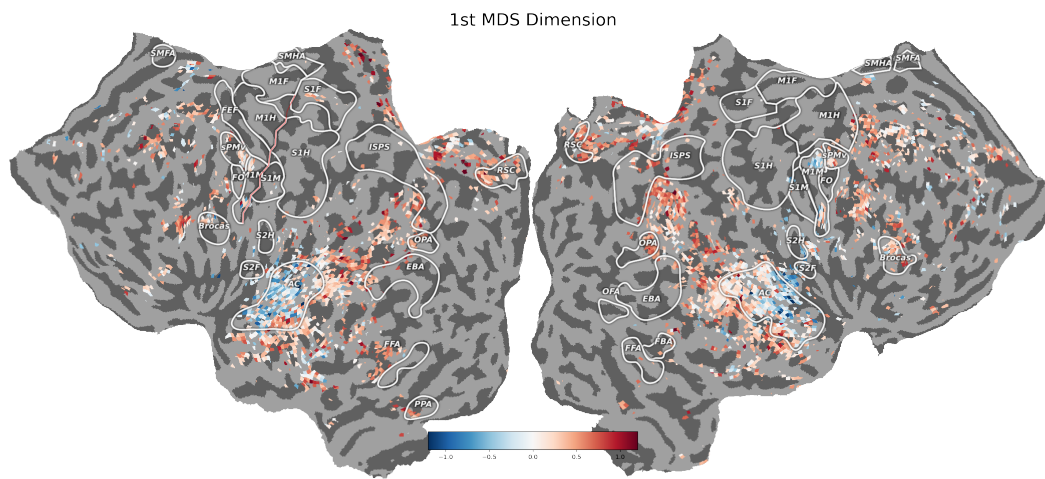 1st MDS Dimension
SMFA
SMHA
M1F
S1F
FEF
M1H
sPMv
S1H
ISPS
FO
M1M
S1M
RSC
Brocas
S2H
OPA
S2F
EBA
AC
FFA
PPA
SMHA
SMFA
M1F
S1F
M1H
RSC
ISPS
sPMv
S1H
M1M
FO
S1M
S2H
OPA
Brocas
S2F
OFA
EBA
AC
FBA
FFA
−1.0 −0.5 0.0 0.5 1.0